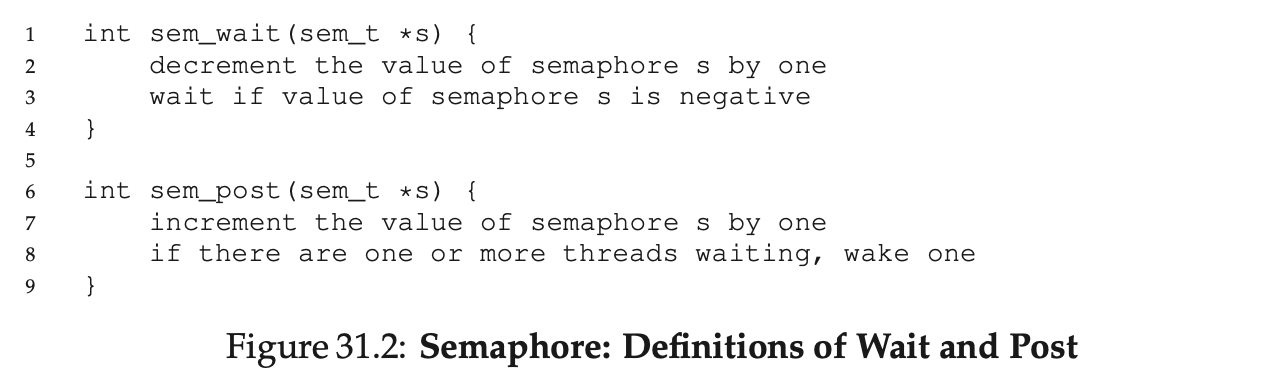 1 int sem_wait(sem_t *s) {
2 decrement the value of semaphore s by one
3 wait if value of semaphore s is negative
4 }
5
6 int sem_post(sem_t *s) {
7 increment the value of semaphore s by one
8 if there are one or more threads waiting, wake one
9 }
Figure 31.2: Semaphore: Definitions of Wait and Post